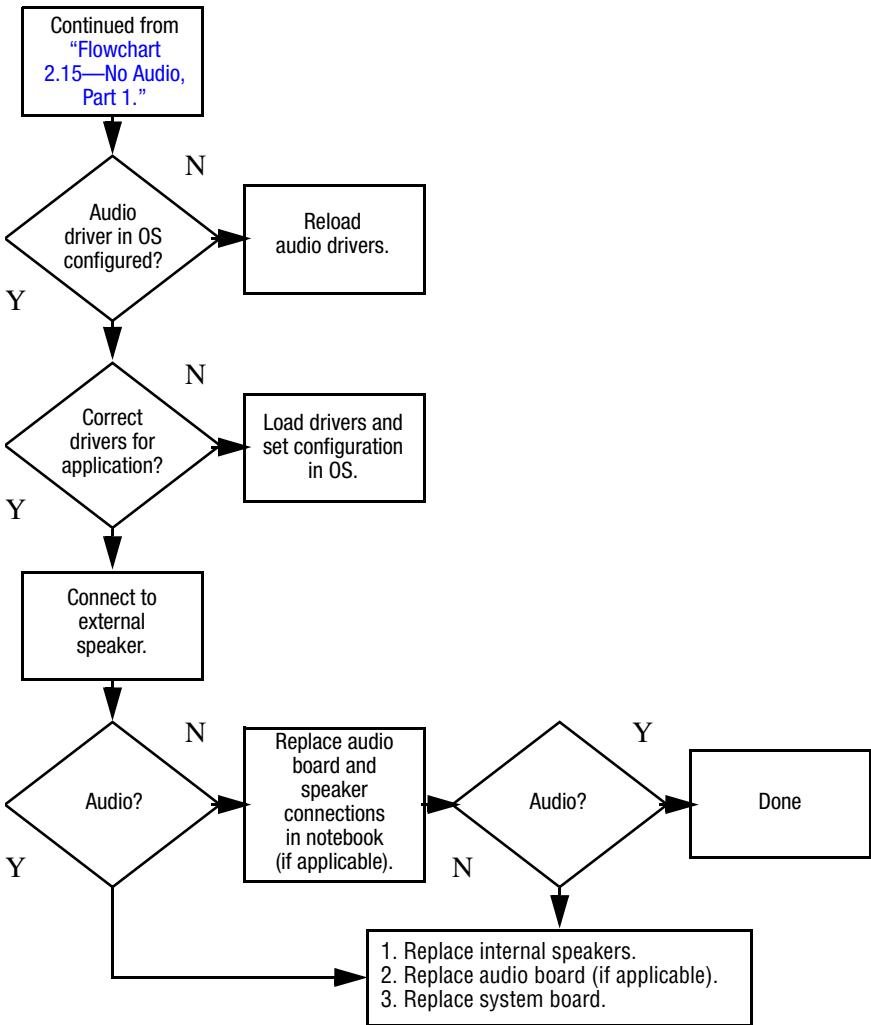 Continued from
“Flowchart
2.15—No Audio,
Part 1.”
N
Audio
driver in OS
configured?
Reload
audio drivers.
Y
N
Correct
drivers for
application?
Load drivers and
set configuration
in OS.
Y
Connect to
external
speaker.
N
Audio?
Replace audio
board and
speaker
connections
in notebook
(if applicable).
Y
Audio?
Done
Y
N
1. Replace internal speakers.
2. Replace audio board (if applicable).
3. Replace system board.